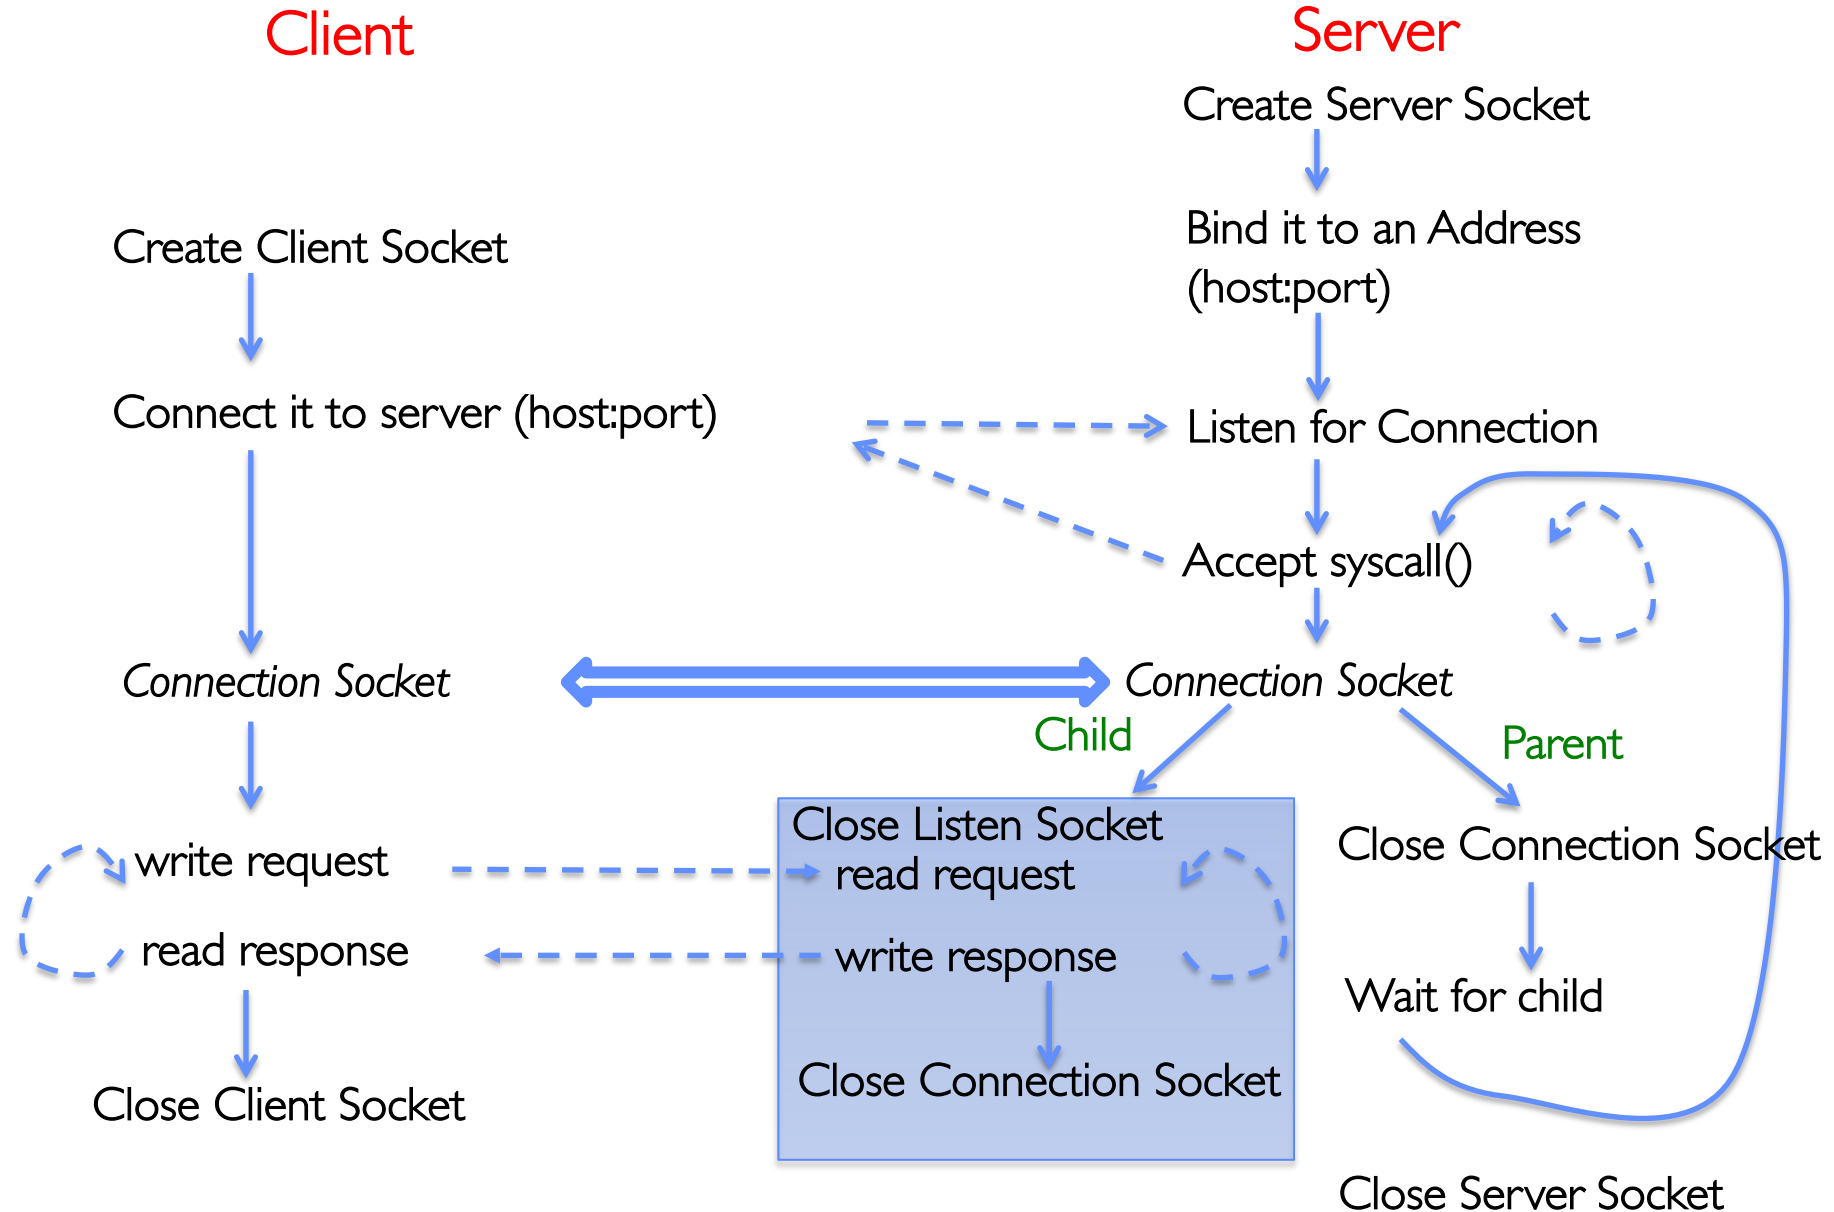 Client
Server
Create Server Socket
Bind it to an Address
(host:port)
Create Client Socket
Connect it to server (host:port)
Listen for Connection
Accept syscall()
Connection Socket
Connection Socket
Child
Parent
Close Listen Socket
Close Connection Socket
write request
read request
read response
write response
Wait for child
Close Connection Socket
Close Client Socket
Close Server Socket